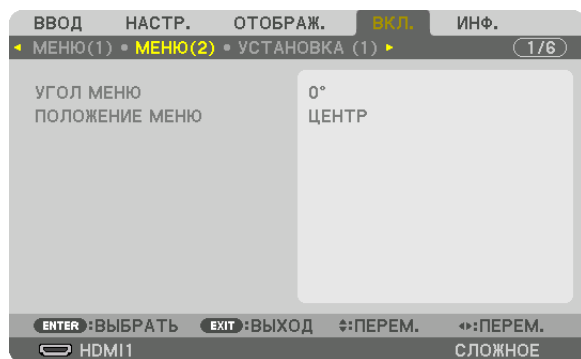 ВВОД НАСТР. ОТОБРАЖ. ВКЛ. ИНФ.
◂ МЕНЮ(1) • МЕНЮ(2) • УСТАНОВКА (1) ▸ 1/6
УГОЛ МЕНЮ 0°
ПОЛОЖЕНИЕ МЕНЮ ЦЕНТР
ENTER :ВЫБРАТЬ EXIT :ВЫХОД ♦:ПЕРЕМ. ◂▸:ПЕРЕМ.
HDMI1 СЛОЖНОЕ